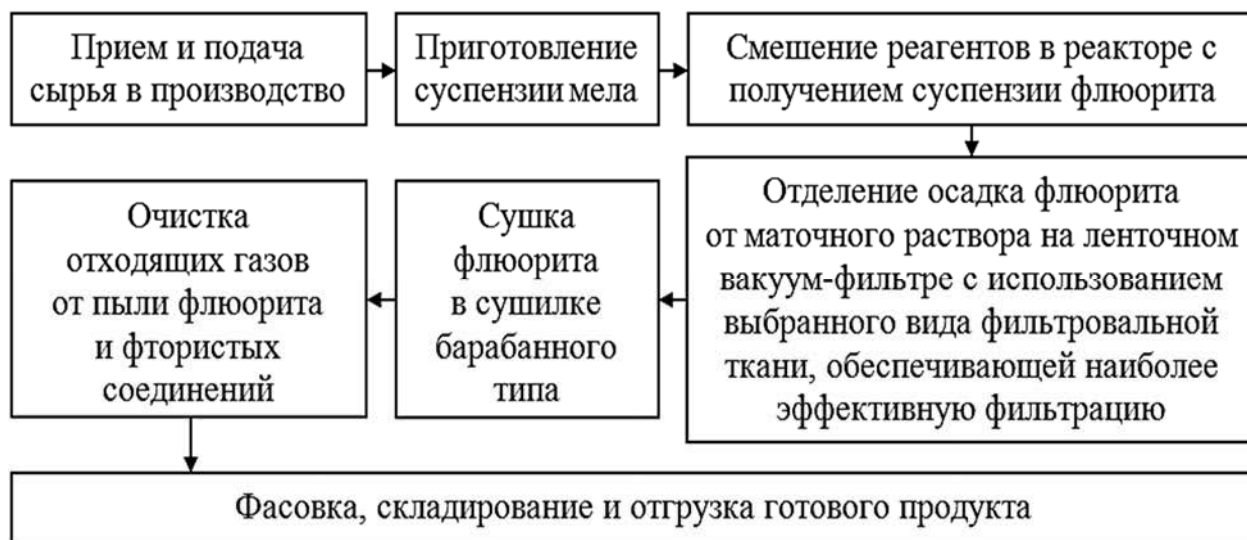 Прием и подача
сырья в производство
Приготовление
суспензии мела
Смешение реагентов в реакторе с
получением суспензии флюорита
Отделение осадка флюорита
от маточного раствора на ленточном
вакуум-фильтре с использованием
выбранного вида фильтровальной
ткани, обеспечивающей наиболее
эффективную фильтрацию
Сушка
флюорита
в сушилке
барабанного
типа
Очистка
отходящих газов
от пыли флюорита
и фтористых
соединений
Фасовка, складирование и отгрузка готового продукта